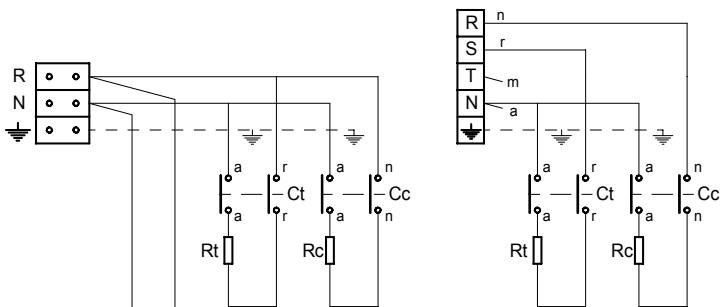 R
N
a r a n
Ct Cc
a r a n
Rt Rc
R n
S r
T m
N a
a r a n
Ct Cc
a r a n
Rt Rc